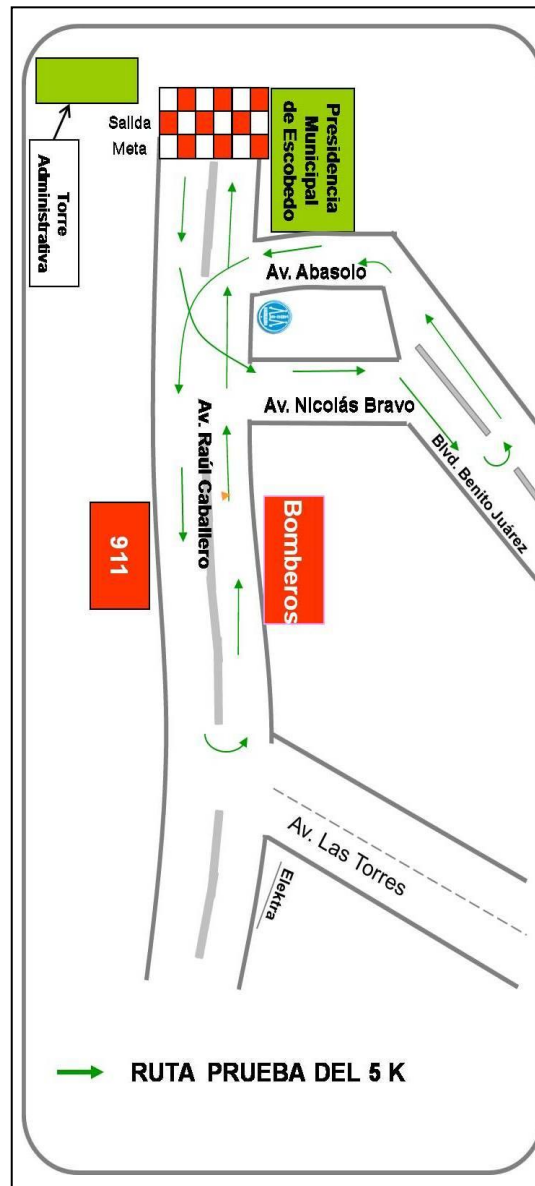 Salida
Meta
Presidencia
Municipal
de Escobedo
Torre
Administrativa
Av. Abasolo
Av. Nicolás Bravo
Blvd. Benito Juárez
Av. Raúl Caballero
911
Bomberos
Av. Las Torres
Elektra
RUTA PRUEBA DEL 5 K